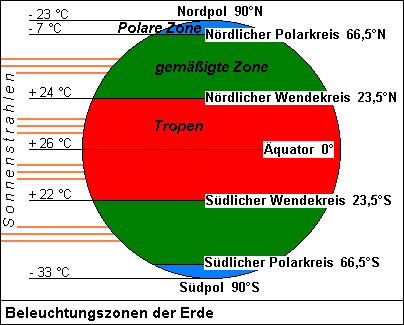 - 23 °C
Nordpol 90°N
- 7 °C
Polare Zone
Nördlicher Polarkreis 66,5°N
gemäßigte Zone
+ 24 °C
Nördlicher Wendekreis 23,5°N
Tropen
Sonnenstrahlen
+ 26 °C
Äquator 0°
+ 22 °C
Südlicher Wendekreis 23,5°S
Südlicher Polarkreis 66,5°S
- 33 °C
Südpol 90°S
Beleuchtungszonen der Erde